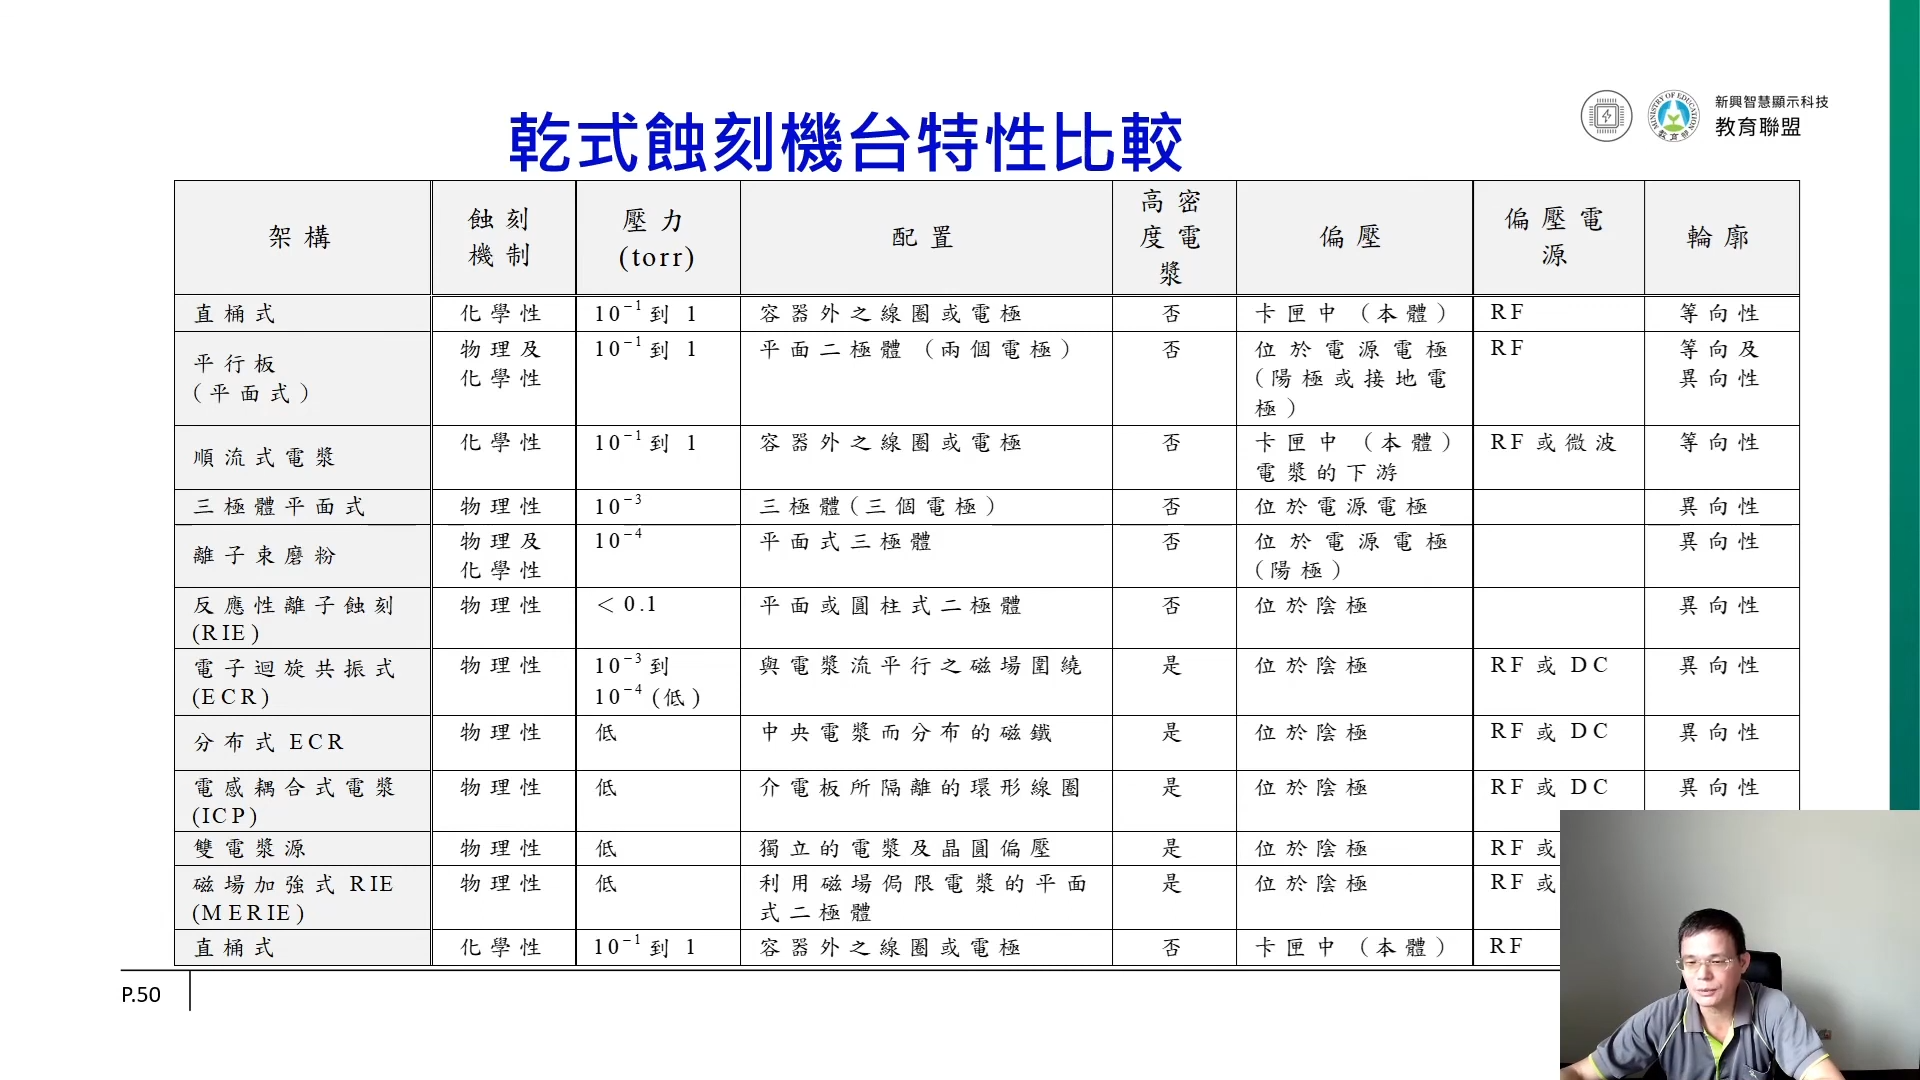 新興智慧顯示科技
教育聯盟
MINISTRY OF EDUCATION
教育部
乾式蝕刻機台特性比較
架構 蝕刻機制 壓力(torr) 配置 高密度電漿 偏壓 偏壓電源 輪廓
直桶式 化學性 10⁻¹到 1 容器外之線圈或電極 否 卡匣中（本體） RF 等向性
平行板(平面式) 物理及化學性 10⁻¹到 1 平面二極體（兩個電極） 否 位於電源電極(陽極或接地電極) RF 等向及異向性
順流式電漿 化學性 10⁻¹到 1 容器外之線圈或電極 否 卡匣中（本體）電漿的下游 RF或微波 等向性
三極體平面式 物理性 10⁻³ 三極體(三個電極) 否 位於電源電極 異向性
離子束磨粉 物理及化學性 10⁻⁴ 平面式三極體 否 位於電源電極(陽極) 異向性
反應性離子蝕刻(RIE) 物理性 ＜0.1 平面或圓柱式二極體 否 位於陰極 異向性
電子迴旋共振式(ECR) 物理性 10⁻³到10⁻⁴(低) 與電漿流平行之磁場圍繞 是 位於陰極 RF或 DC 異向性
分布式 ECR 物理性 低 中央電漿而分布的磁鐵 是 位於陰極 RF或 DC 異向性
電感耦合式電漿(ICP) 物理性 低 介電板所隔離的環形線圈 是 位於陰極 RF或 DC 異向性
雙電漿源 物理性 低 獨立的電漿及晶圓偏壓 是 位於陰極 RF或
磁場加強式 RIE(MERIE) 物理性 低 利用磁場侷限電漿的平面式二極體 是 位於陰極 RF或
直桶式 化學性 10⁻¹到 1 容器外之線圈或電極 否 卡匣中（本體） RF
P.50